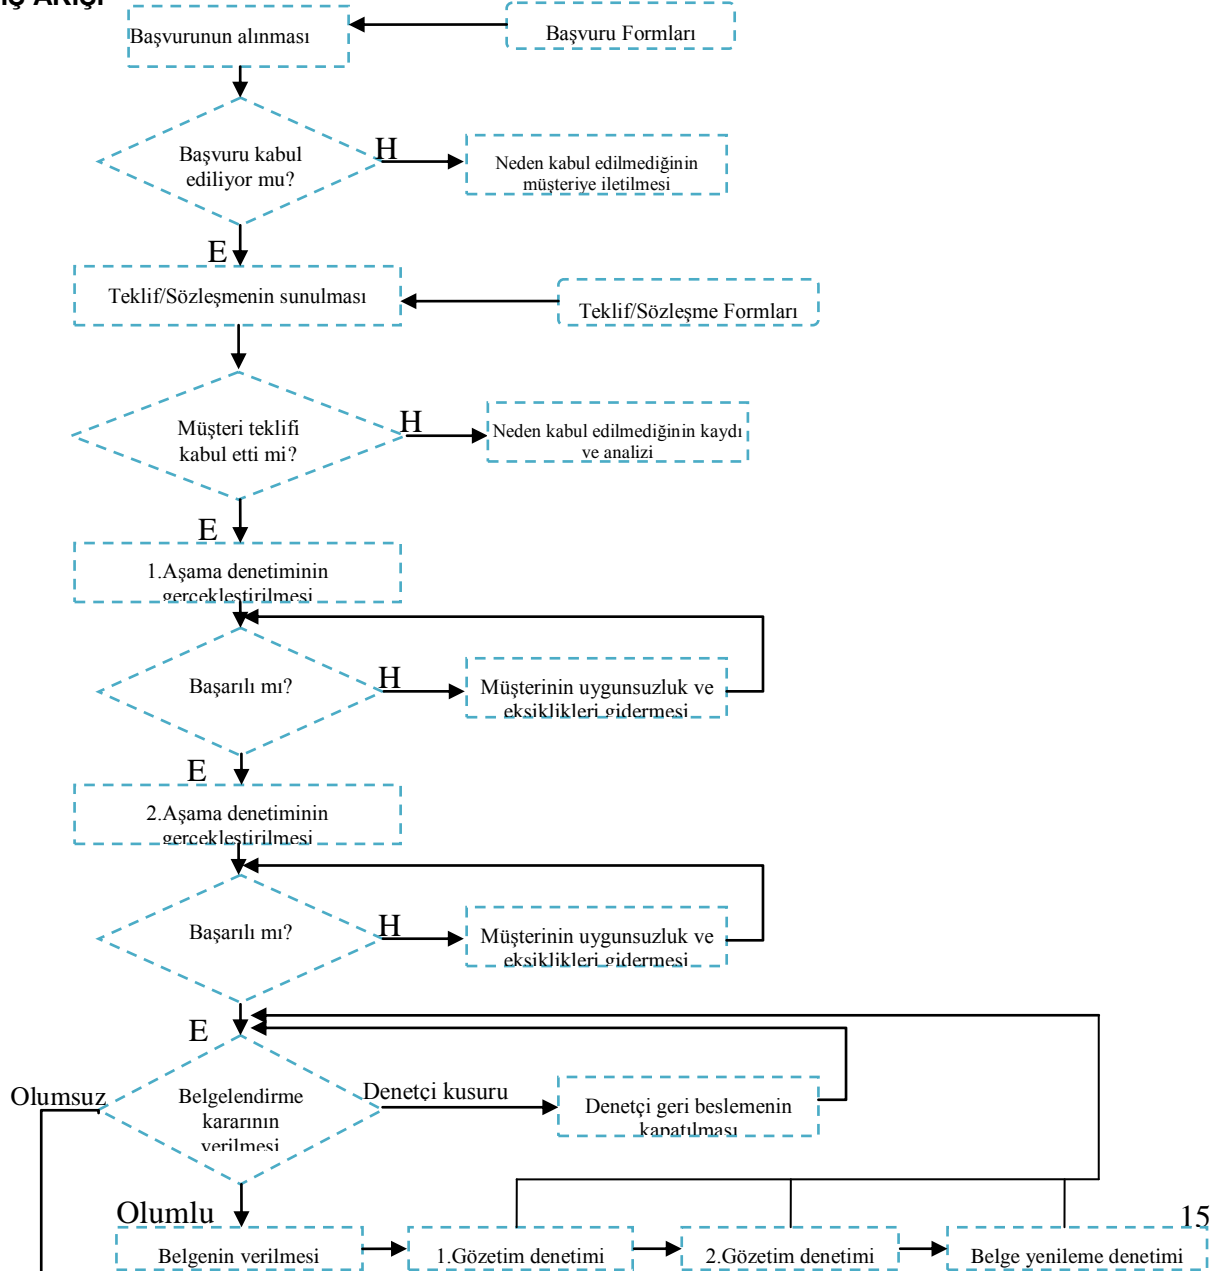 İŞ AKIŞI
Başvurunun alınması
Başvuru Formları
Başvuru kabul
ediliyor mu?
H
Neden kabul edilmediğinin
müşteriye iletilmesi
E
Teklif/Sözleşmenin sunulması
Teklif/Sözleşme Formları
Müşteri teklifi
kabul etti mi?
H
Neden kabul edilmediğinin kaydı
ve analizi
E
1.Aşama denetiminin
gerçekleştirilmesi
Başarılı mı?
H
Müşterinin uygunsuzluk ve
eksiklikleri gidermesi
E
2.Aşama denetiminin
gerçekleştirilmesi
Başarılı mı?
H
Müşterinin uygunsuzluk ve
eksiklikleri gidermesi
E
Olumsuz
Belgelendirme
kararının
verilmesi
Denetçi kusuru
Denetçi geri beslemenin
kapatılması
Olumlu
15
Belgenin verilmesi
1.Gözetim denetimi
2.Gözetim denetimi
Belge yenileme denetimi